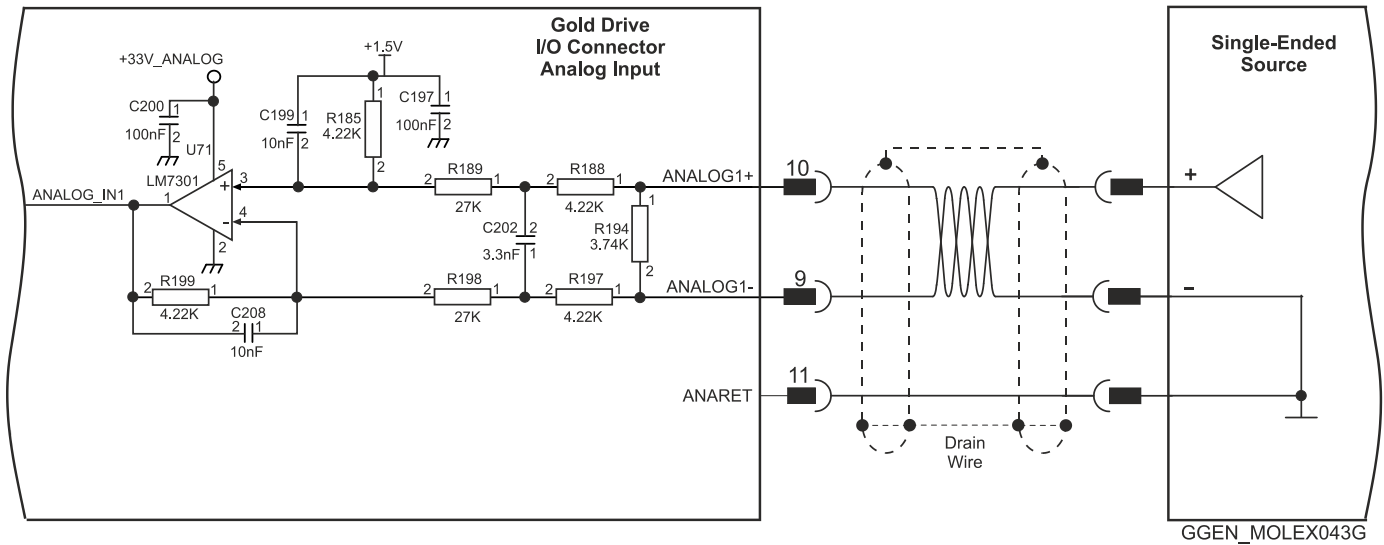 Gold Drive
I/O Connector
Analog Input
Single-Ended
Source
+33V_ANALOG
+1.5V
C200
1
100nF
2
U71
C199
1
10nF
2
R185
4.22K
1
2
C197
1
100nF
2
LM7301
5
+
3
ANALOG_IN1
1
-
4
2
R189
2
1
27K
R188
2
1
4.22K
ANALOG1+
10
+
C202
2
3.3nF
1
1
R194
3.74K
2
R199
2
1
4.22K
C208
2
1
10nF
R198
2
1
27K
R197
2
1
4.22K
ANALOG1-
9
-
ANARET
11
Drain
Wire
GGEN_MOLEX043G